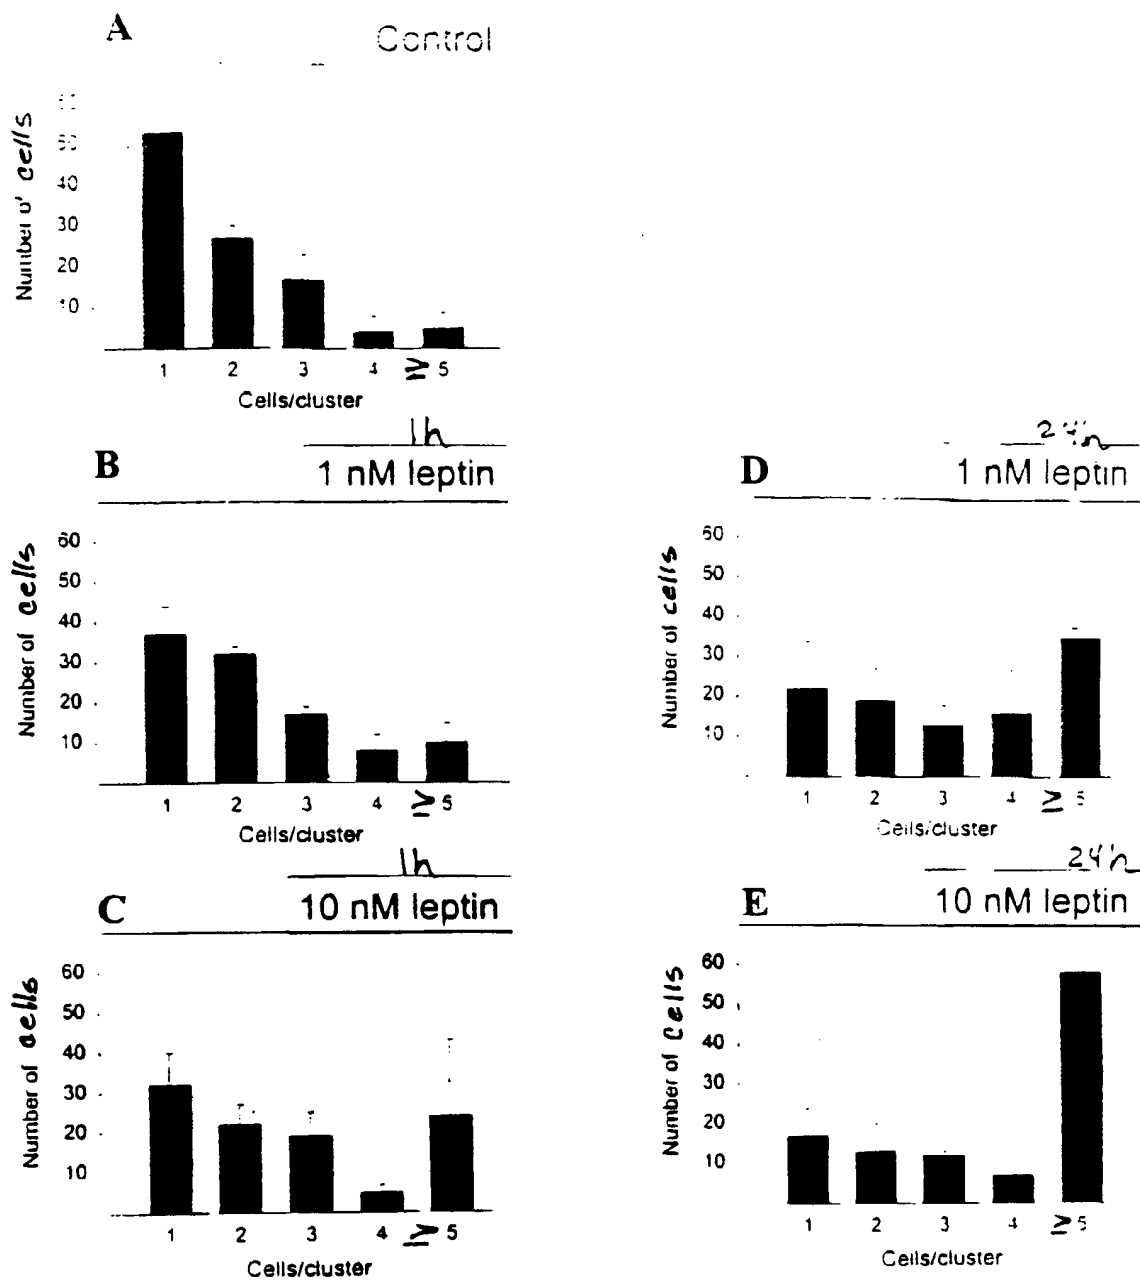 A
Control
Number of cells
60
50
40
30
20
10
1 2 3 4 ≥ 5
Cells/cluster
B
1h
1 nM leptin
Number of cells
60
50
40
30
20
10
1 2 3 4 ≥ 5
Cells/cluster
C
1h
10 nM leptin
Number of cells
60
50
40
30
20
10
1 2 3 4 ≥ 5
Cells/cluster
D
24h
1 nM leptin
Number of cells
60
50
40
30
20
10
1 2 3 4 ≥ 5
Cells/cluster
E
24h
10 nM leptin
Number of cells
60
50
40
30
20
10
1 2 3 4 ≥ 5
Cells/cluster